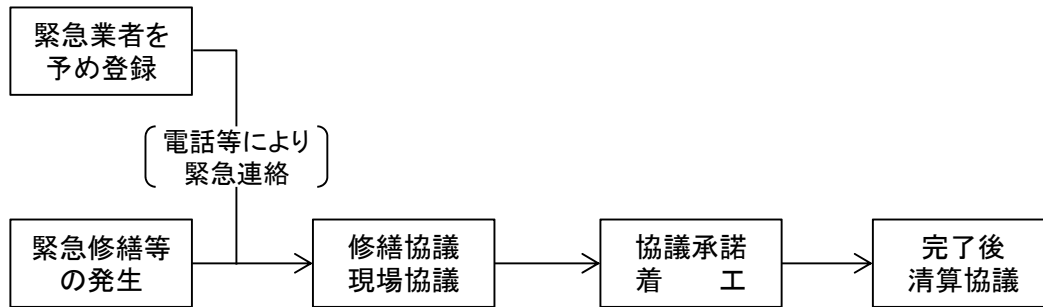 緊急業者を
予め登録
電話等により
緊急連絡
緊急修繕等
の発生
修繕協議
現場協議
協議承諾
着　　工
完了後
清算協議